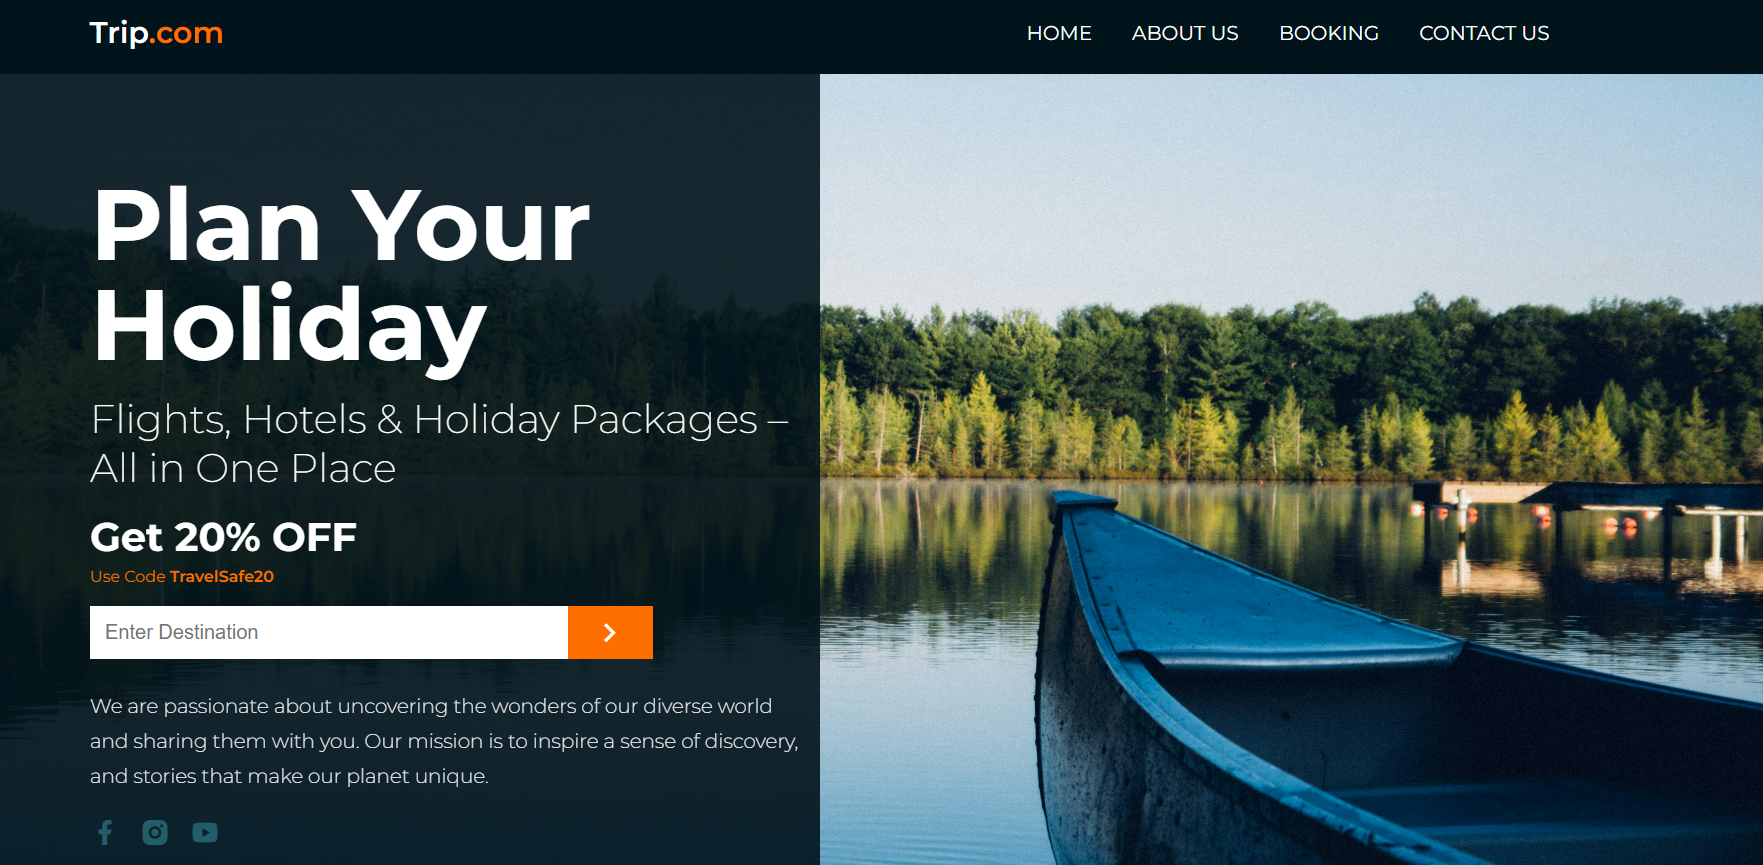 Trip.com
HOME ABOUT US BOOKING CONTACT US
Plan Your
Holiday
Flights, Hotels & Holiday Packages –
All in One Place
Get 20% OFF
Use Code TravelSafe20
Enter Destination
We are passionate about uncovering the wonders of our diverse world
and sharing them with you. Our mission is to inspire a sense of discovery,
and stories that make our planet unique.